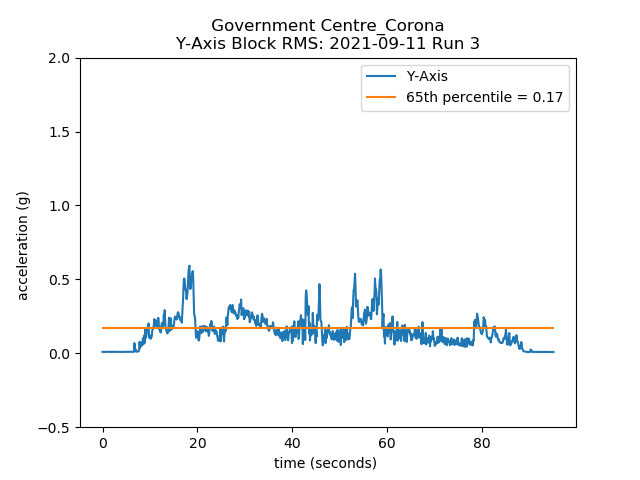 Government Centre_Corona
Y-Axis Block RMS: 2021-09-11 Run 3
2.0
Y-Axis
65th percentile = 0.17
1.5
1.0
acceleration (g)
0.5
0.0
−0.5
0 20 40 60 80
time (seconds)